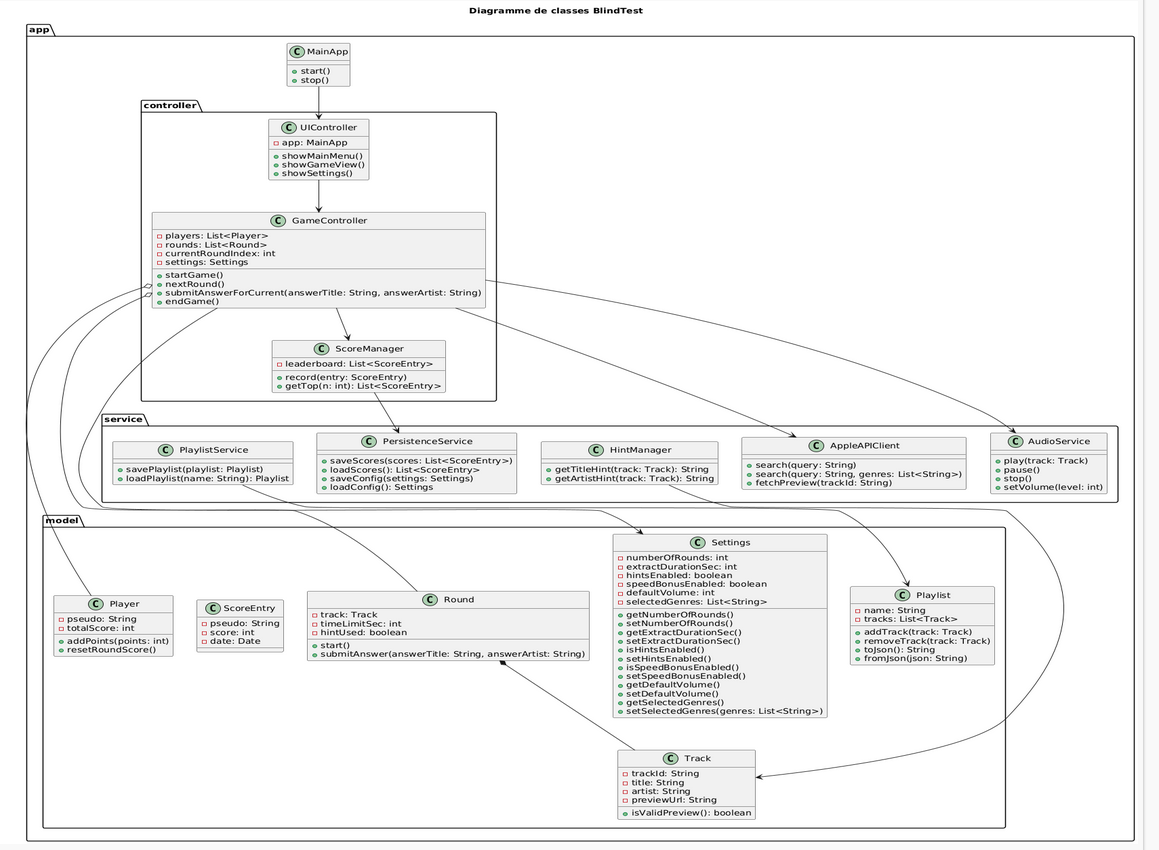 Diagramme de classes BlindTest
app
C MainApp
start()
stop()
controller
C UIController
app: MainApp
showMainMenu()
showGameView()
showSettings()
C GameController
players: List<Player>
rounds: List<Round>
currentRoundIndex: int
settings: Settings
startGame()
nextRound()
submitAnswerForCurrent(answerTitle: String, answerArtist: String)
endGame()
C ScoreManager
leaderboard: List<ScoreEntry>
record(entry: ScoreEntry)
getTop(n: int): List<ScoreEntry>
service
C PlaylistService
savePlaylist(playlist: Playlist)
loadPlaylist(name: String): Playlist
C PersistenceService
saveScores(scores: List<ScoreEntry>)
loadScores(): List<ScoreEntry>
saveConfig(settings: Settings)
loadConfig(): Settings
C HintManager
getTitleHint(track: Track): String
getArtistHint(track: Track): String
C AppleAPIClient
search(query: String)
search(query: String, genres: List<String>)
fetchPreview(trackId: String)
C AudioService
play(track: Track)
pause()
stop()
setVolume(level: int)
model
C Player
pseudo: String
totalScore: int
addPoints(points: int)
resetRoundScore()
C ScoreEntry
pseudo: String
score: int
date: Date
C Round
track: Track
timeLimitSec: int
hintUsed: boolean
start()
submitAnswer(answerTitle: String, answerArtist: String)
C Settings
numberOfRounds: int
extractDurationSec: int
hintsEnabled: boolean
speedBonusEnabled: boolean
defaultVolume: int
selectedGenres: List<String>
getNumberOfRounds()
setNumberOfRounds()
getExtractDurationSec()
setExtractDurationSec()
isHintsEnabled()
setHintsEnabled()
isSpeedBonusEnabled()
setSpeedBonusEnabled()
getDefaultVolume()
setDefaultVolume()
getSelectedGenres()
setSelectedGenres(genres: List<String>)
C Playlist
name: String
tracks: List<Track>
addTrack(track: Track)
removeTrack(track: Track)
toJson(): String
fromJson(json: String)
C Track
trackId: String
title: String
artist: String
previewUrl: String
isValidPreview(): boolean